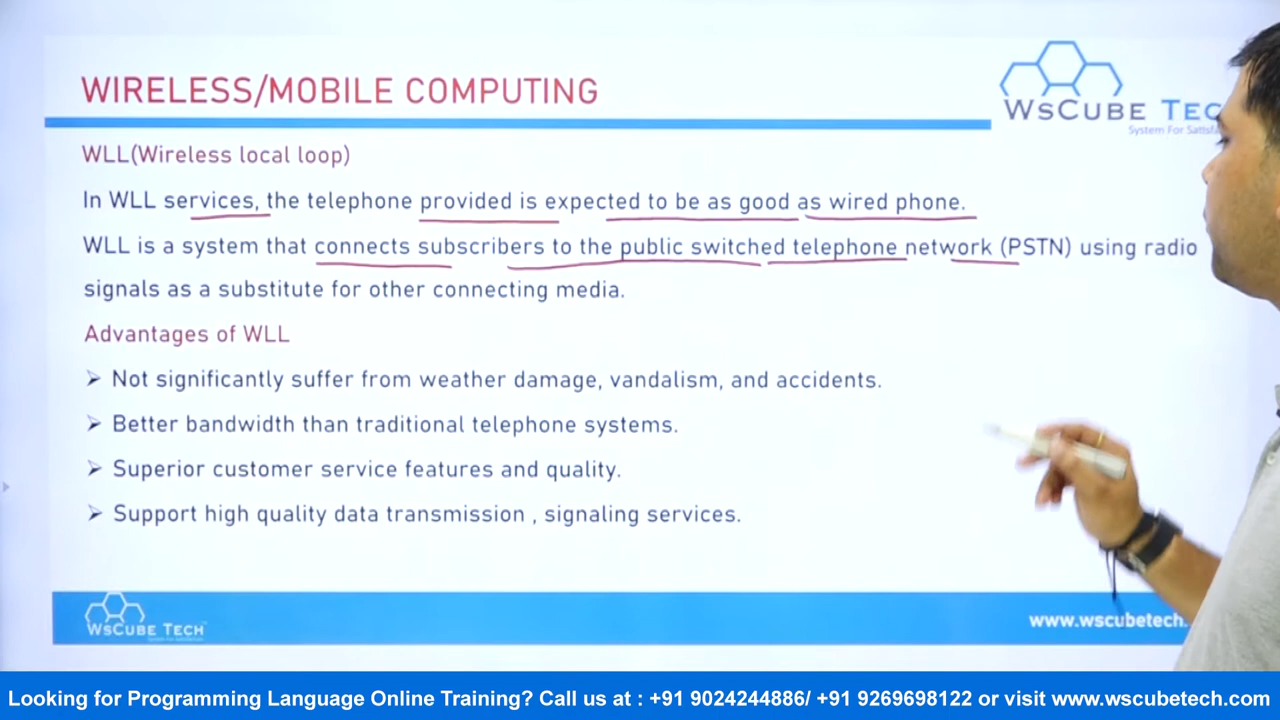 WIRELESS/MOBILE COMPUTING
WSCUBE TEC
System For Satisfa
WLL(Wireless local loop)
In WLL services, the telephone provided is expected to be as good as wired phone.
WLL is a system that connects subscribers to the public switched telephone network (PSTN) using radio
signals as a substitute for other connecting media.
Advantages of WLL
➢ Not significantly suffer from weather damage, vandalism, and accidents.
➢ Better bandwidth than traditional telephone systems.
➢ Superior customer service features and quality.
➢ Support high quality data transmission , signaling services.
WSCUBE TECH
www.wscubetech.
Looking for Programming Language Online Training? Call us at : +91 9024244886/ +91 9269698122 or visit www.wscubetech.com